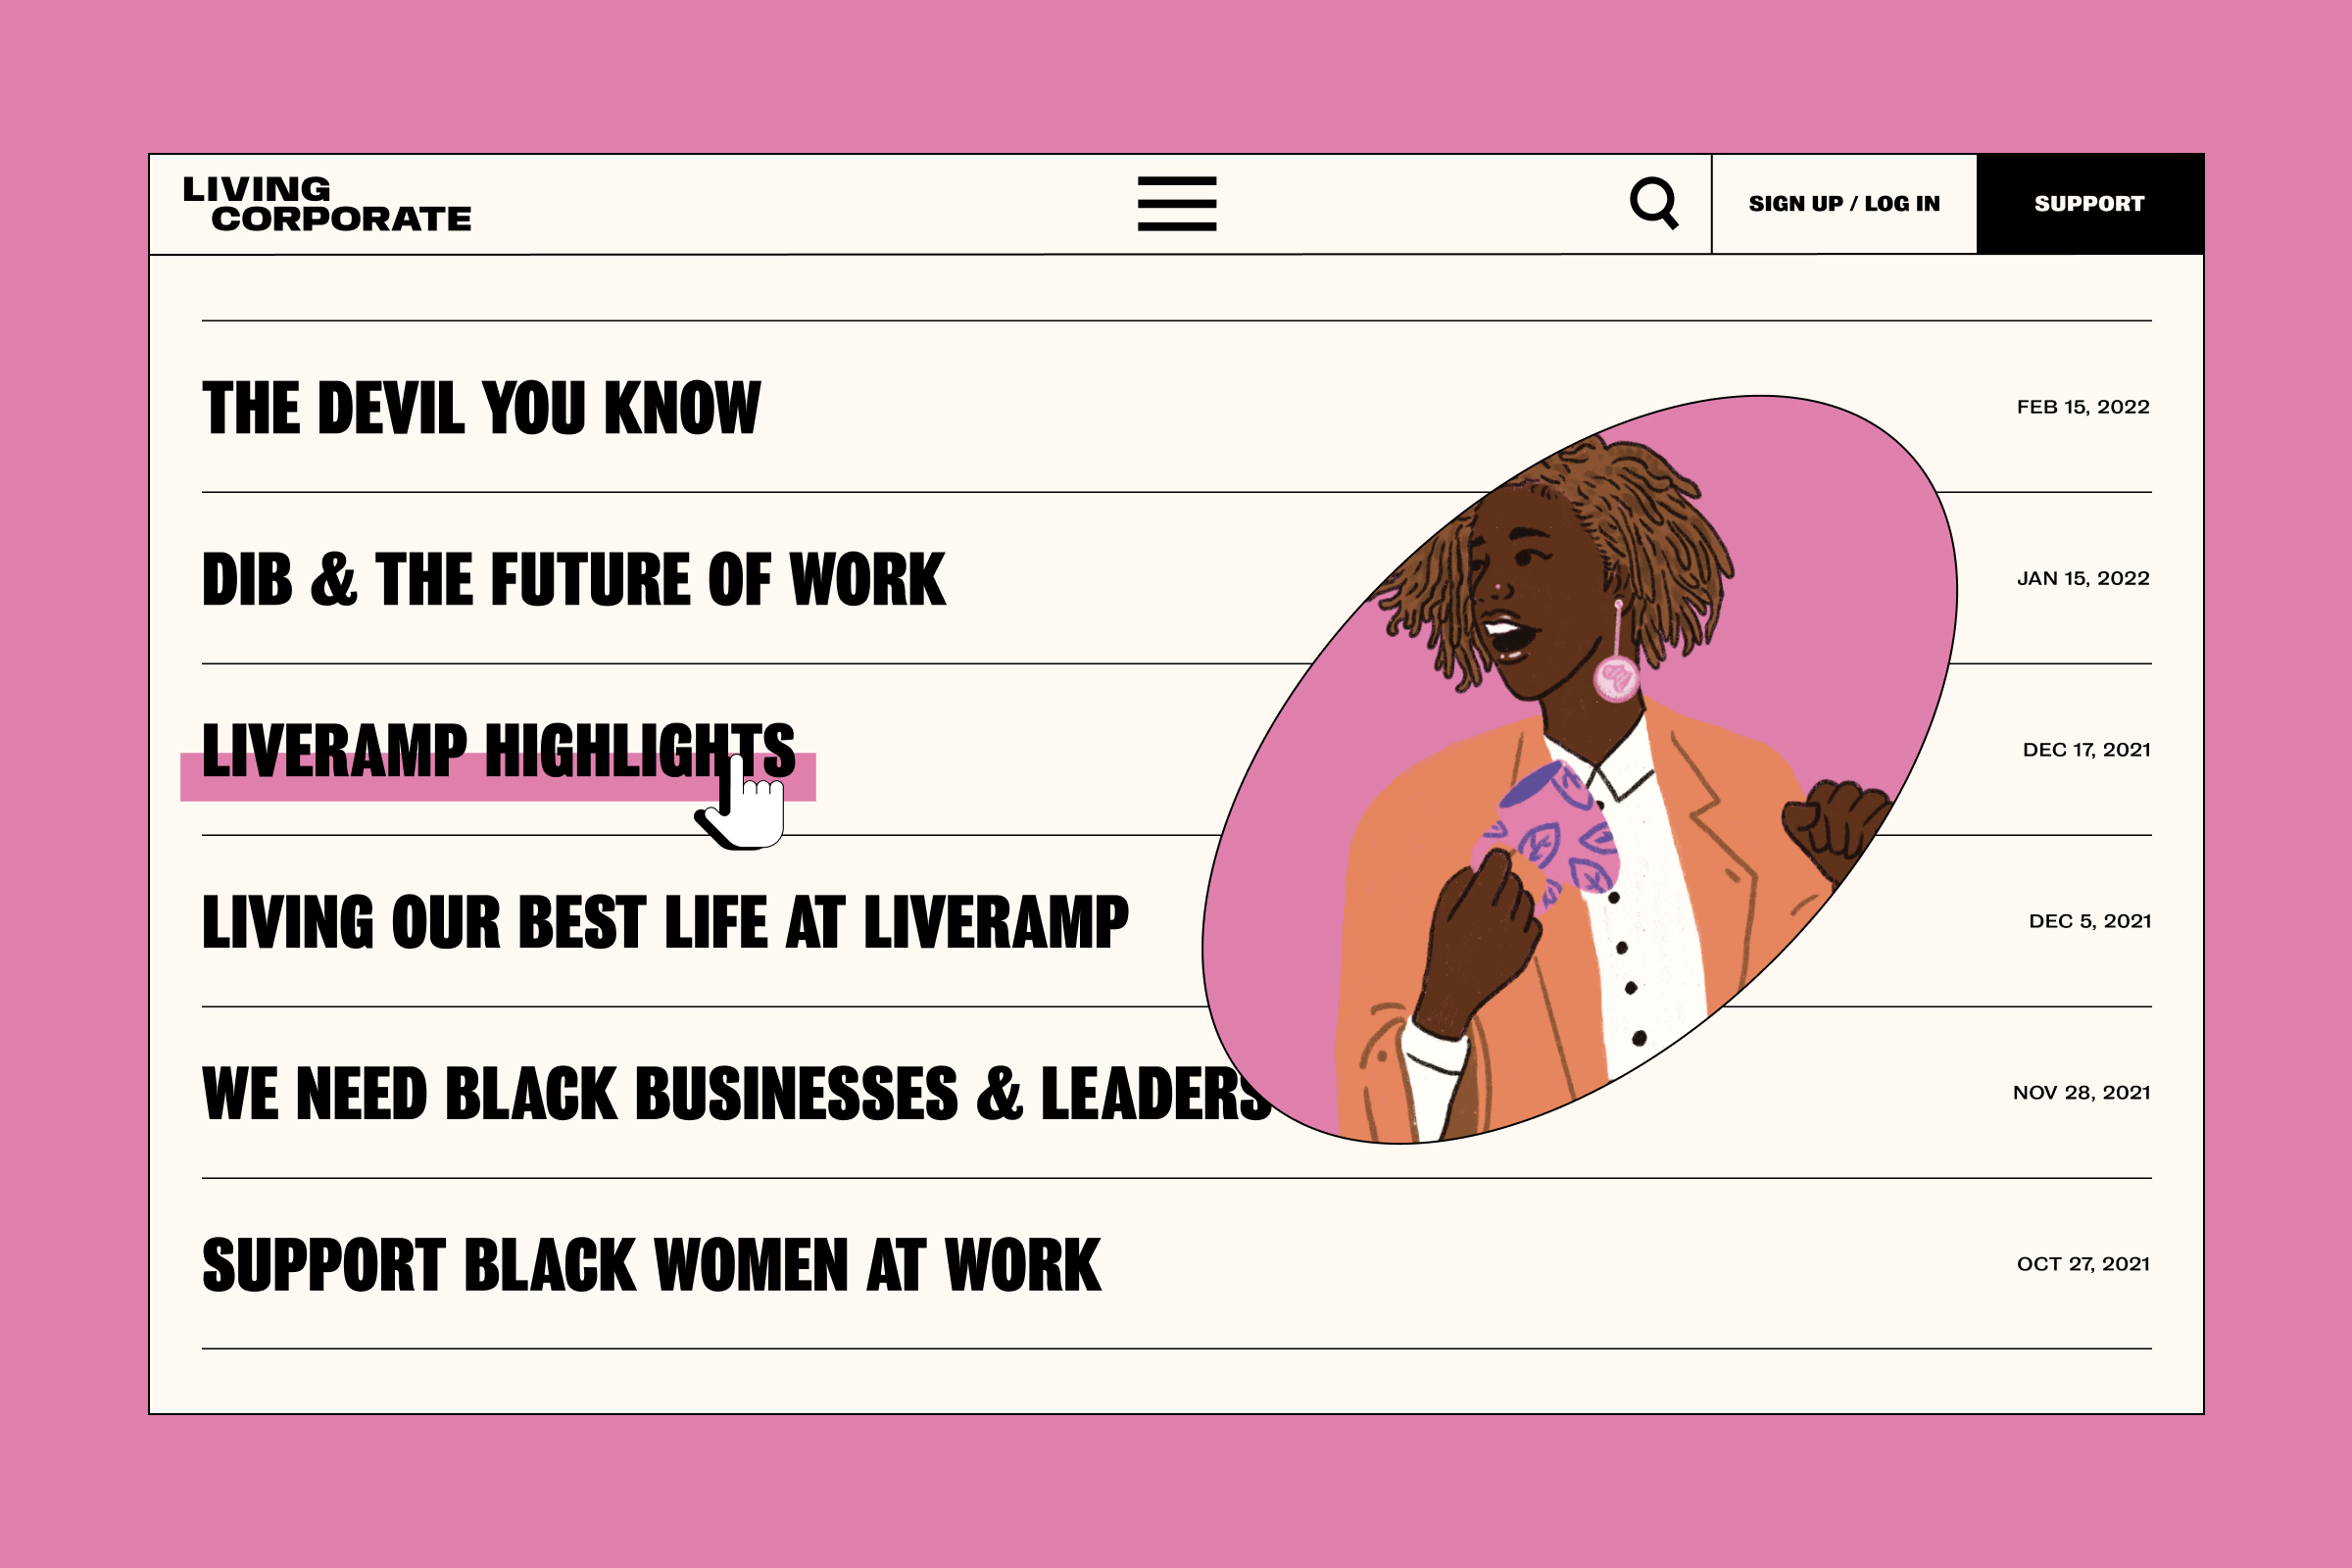 LIVING
CORPORATE
SIGN UP / LOG IN
SUPPORT
THE DEVIL YOU KNOW
FEB 15, 2022
DIB & THE FUTURE OF WORK
JAN 15, 2022
LIVERAMP HIGHLIGHTS
DEC 17, 2021
LIVING OUR BEST LIFE AT LIVERAMP
DEC 5, 2021
WE NEED BLACK BUSINESSES & LEADERS
NOV 28, 2021
SUPPORT BLACK WOMEN AT WORK
OCT 27, 2021